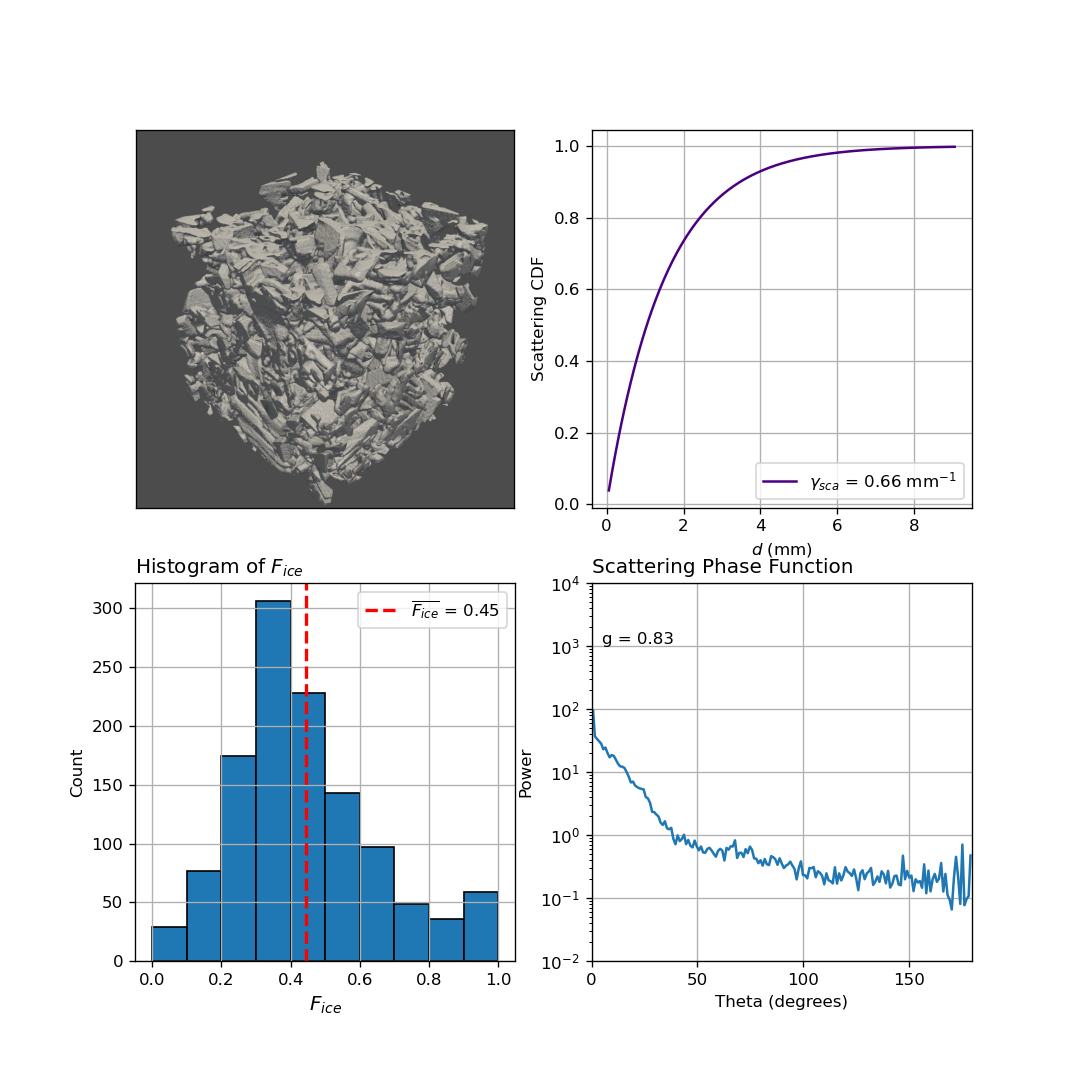 1.0
0.8
0.6
0.4
0.2
0.0
Scattering CDF
γsca = 0.66 mm⁻¹
0 2 4 6 8
d (mm)
Histogram of Fice
300
250
200
150
100
50
0
Count
F̅i̅c̅e̅ = 0.45
0.0 0.2 0.4 0.6 0.8 1.0
Fice
Scattering Phase Function
10⁴
10³
10²
10¹
10⁰
10⁻¹
10⁻²
Power
g = 0.83
0 50 100 150
Theta (degrees)